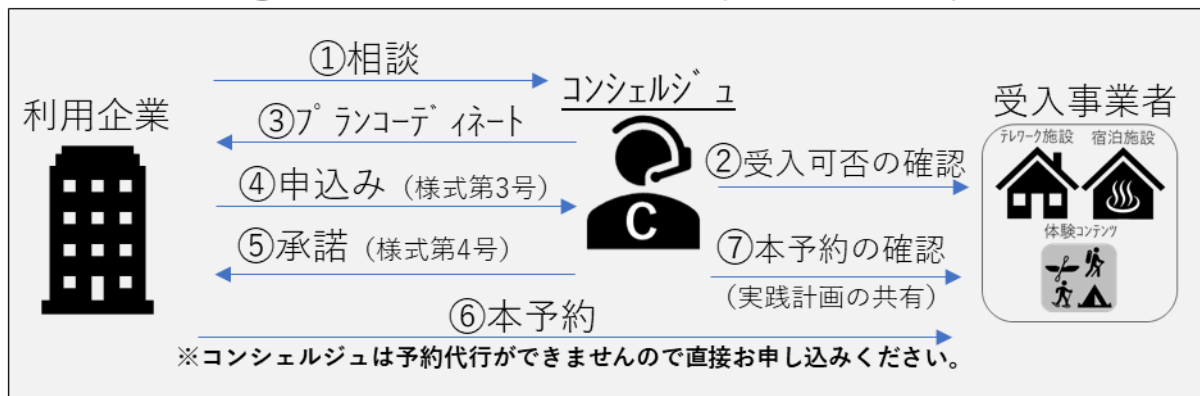 ①相談
コンシェルジュ
利用企業
受入事業者
③プランコーディネート
テレワーク施設 宿泊施設
②受入可否の確認
④申込み（様式第3号）
C
体験コンテンツ
⑤承諾（様式第4号）
⑦本予約の確認
（実践計画の共有）
⑥本予約
※コンシェルジュは予約代行ができませんので直接お申し込みください。